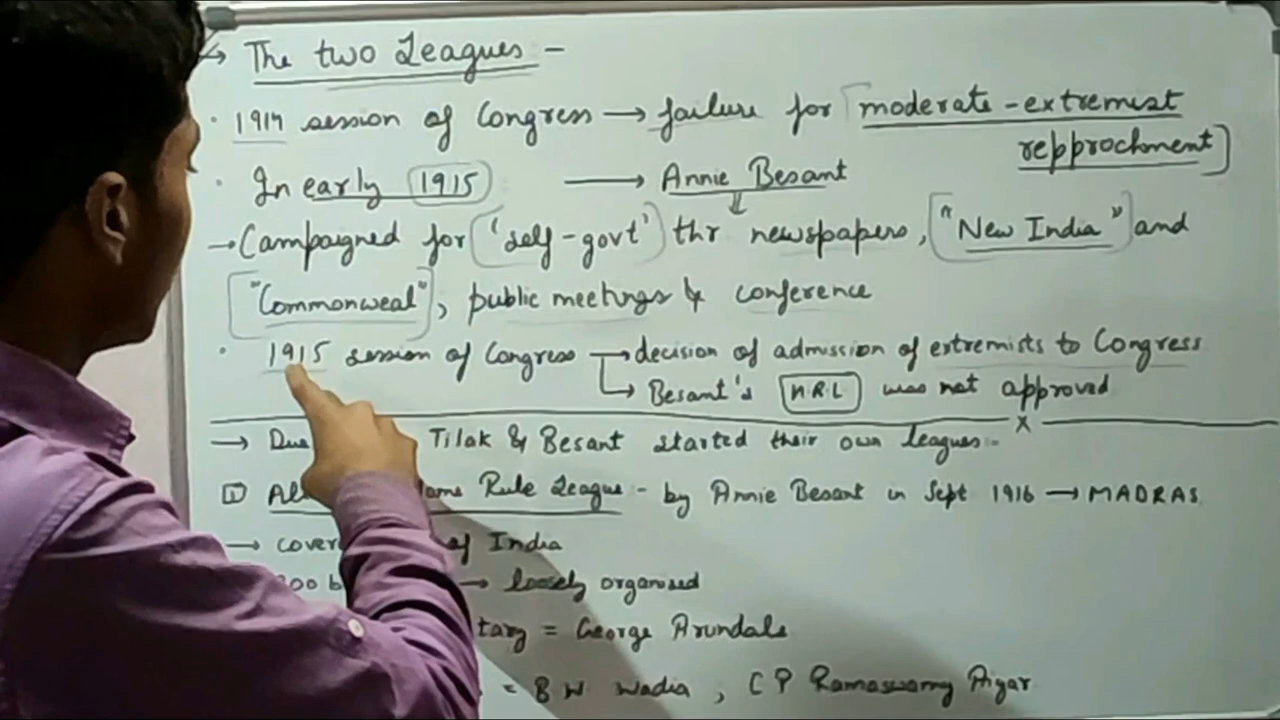 ↳ The two Leagues -
• 1914 session of Congress → failure for moderate-extremist
repprochment]
• In early 1915 → Annie Besant
→ Campaigned for 'self-govt' thr newspapers, "New India" and
"Commonweal", public meetings & conference
• 1915 session of Congress → decision of admission of extremists to Congress
↳ Besant's HRL was not approved
→ Due Tilak & Besant started their own leagues:-
① Rule League - by Annie Besant in Sept 1916 → MADRAS
→ of India
→ loosely organised
= George Arundale
= B W Wadia, C P Ramaswamy Aiyar